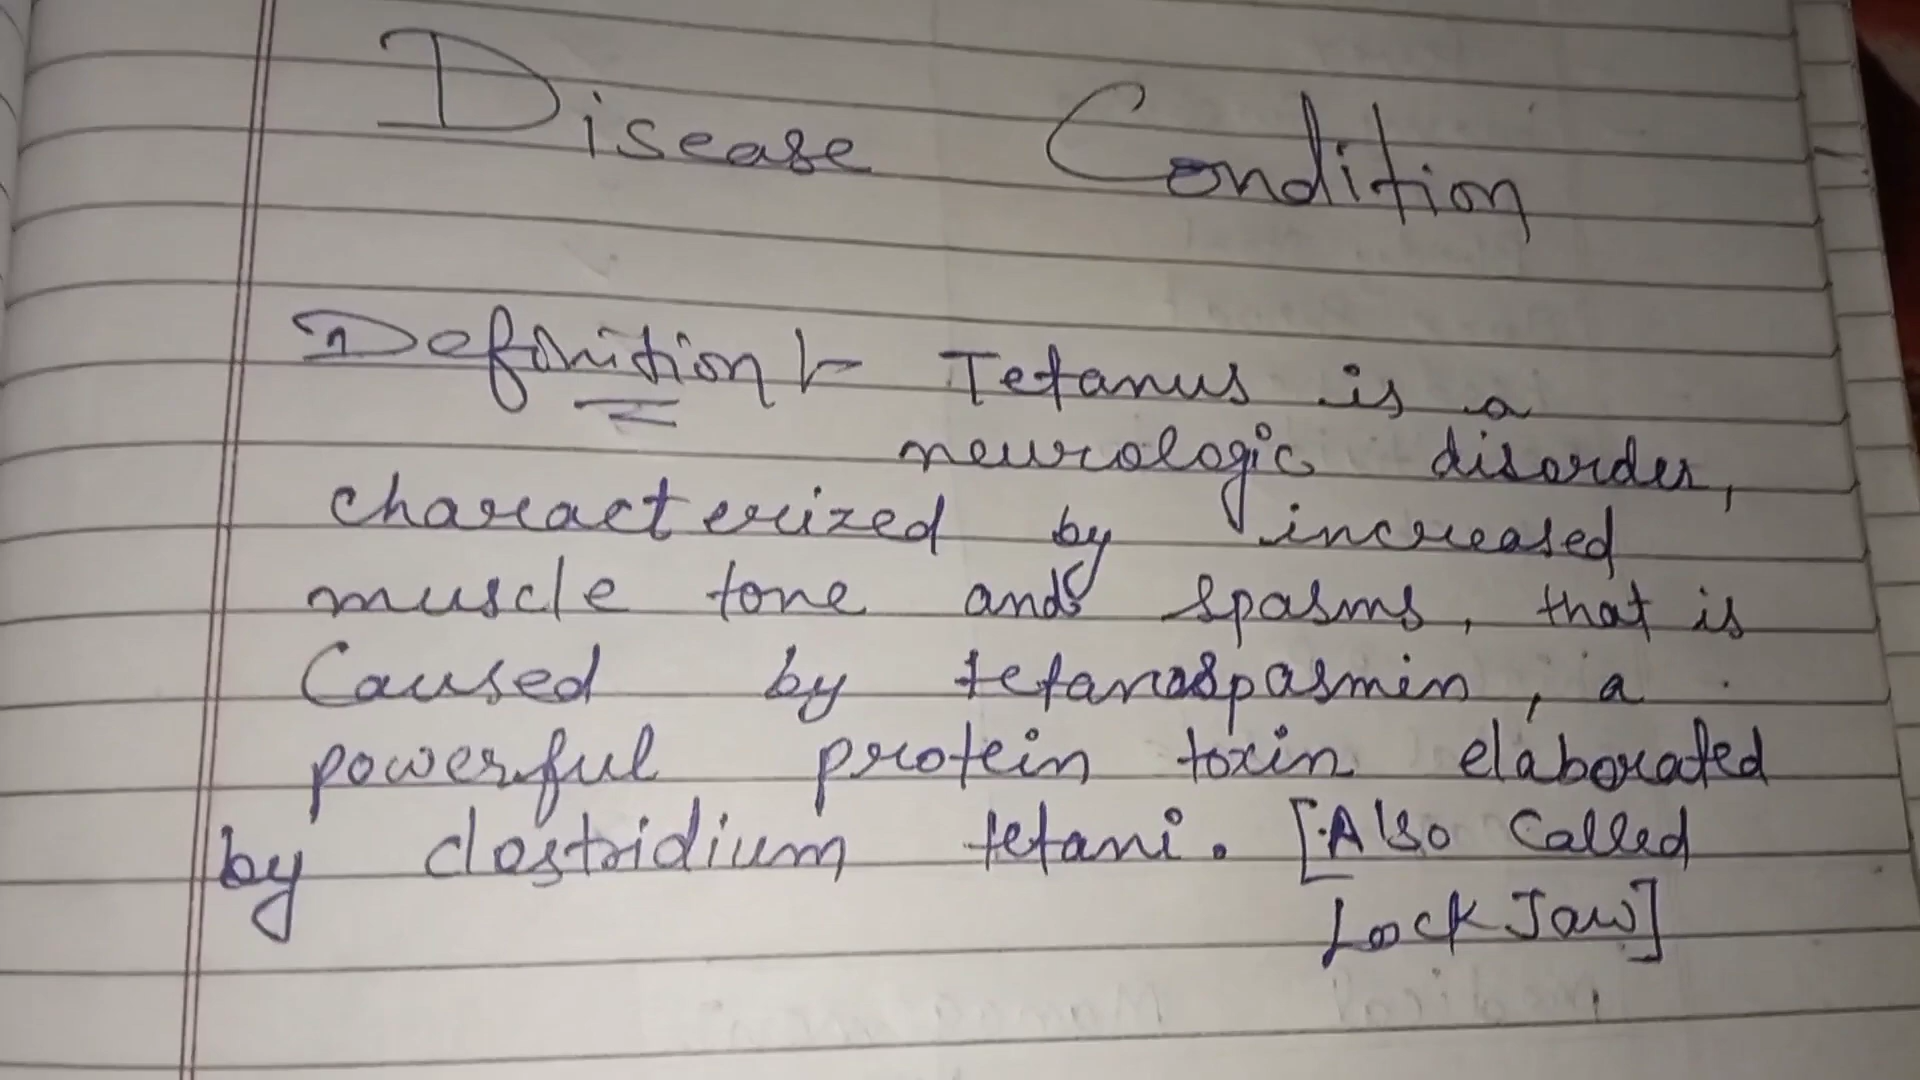 Disease Condition
Definition :- Tetanus is a
neurologic disorder,
characterized by increased
muscle tone and spasms, that is
Caused by tetanospasmin, a
powerful protein toxin elaborated
by clostridium tetani. [Also Called
Lock Jaw]